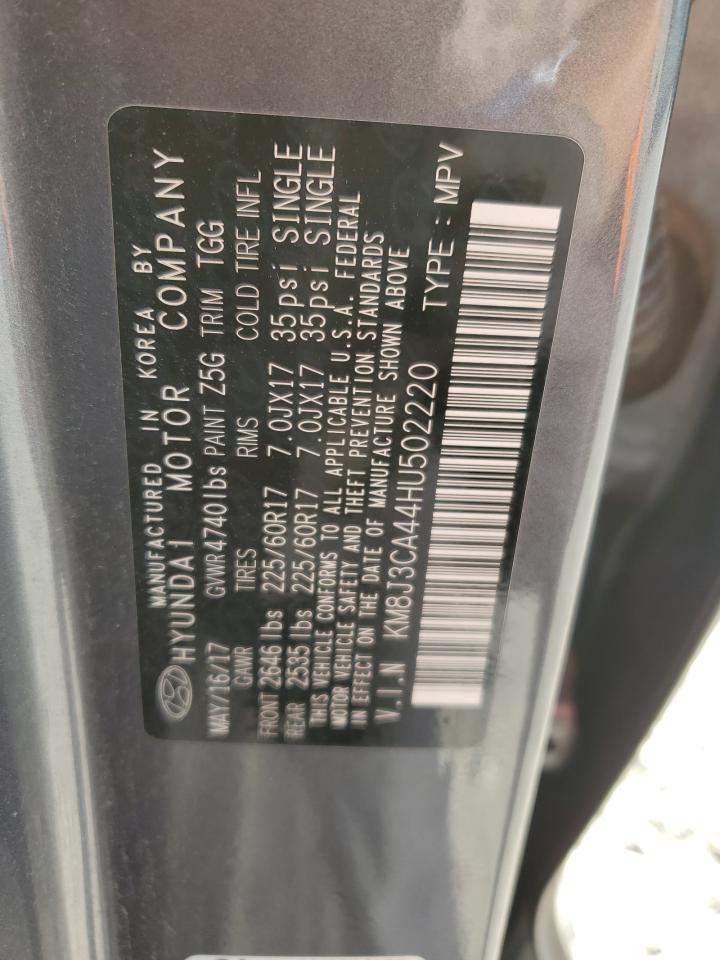 MANUFACTURED IN KOREA BY
HYUNDAI MOTOR COMPANY
MAY/16/17 GVWR 4740lbs PAINT Z5G TRIM TGG
GAWR TIRES RIMS COLD TIRE INFL
FRONT 2646 lbs 225/60R17 7.0JX17 35psi SINGLE
REAR 2535 lbs 225/60R17 7.0JX17 35psi SINGLE
THIS VEHICLE CONFORMS TO ALL APPLICABLE U.S.A. FEDERAL
MOTOR VEHICLE SAFETY AND THEFT PREVENTION STANDARDS
IN EFFECT ON THE DATE OF MANUFACTURE SHOWN ABOVE
V.I.N KM8J3CA44HU502220 TYPE : MPV